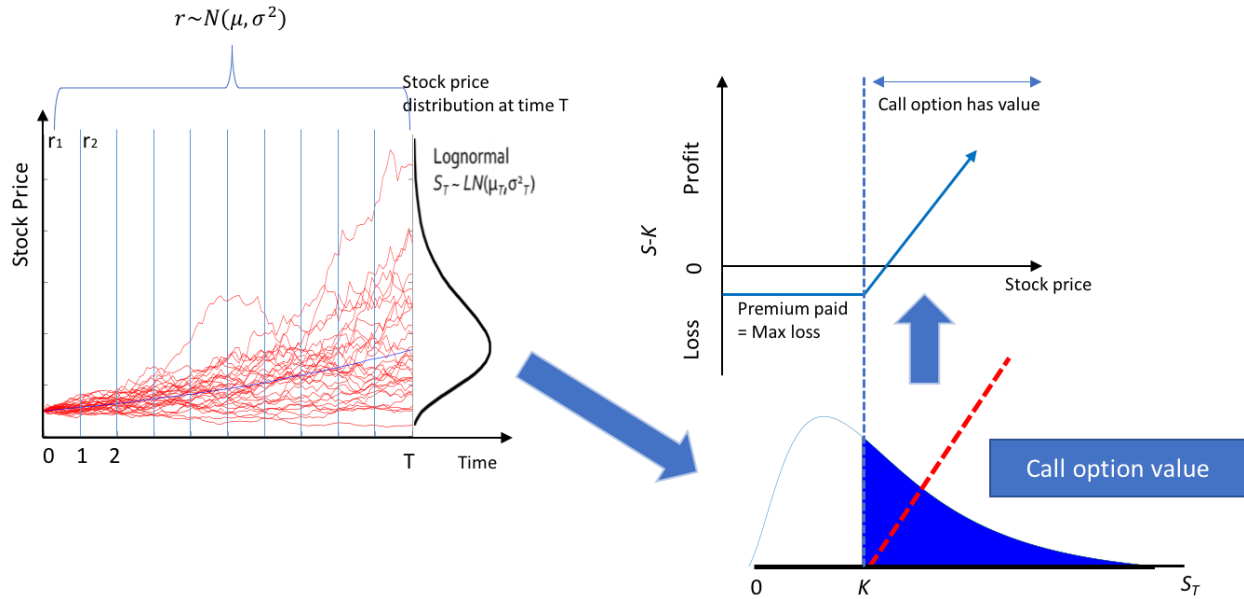 r~N(μ, σ²)
Stock price
distribution at time T
r1 r2
Lognormal
S_T ~ LN(μ_T,σ²_T)
Stock Price
0 1 2 T Time
Call option has value
Profit
S-K
0
Loss
Stock price
Premium paid
= Max loss
Call option value
0 K S_T